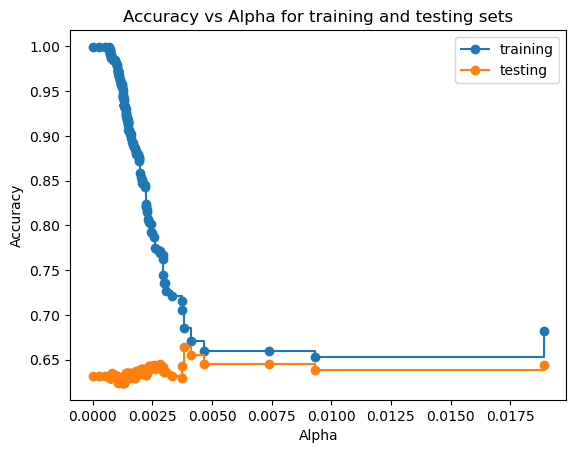 Accuracy vs Alpha for training and testing sets
training
testing
1.00
0.95
0.90
0.85
0.80
0.75
0.70
0.65
Accuracy
0.0000 0.0025 0.0050 0.0075 0.0100 0.0125 0.0150 0.0175
Alpha